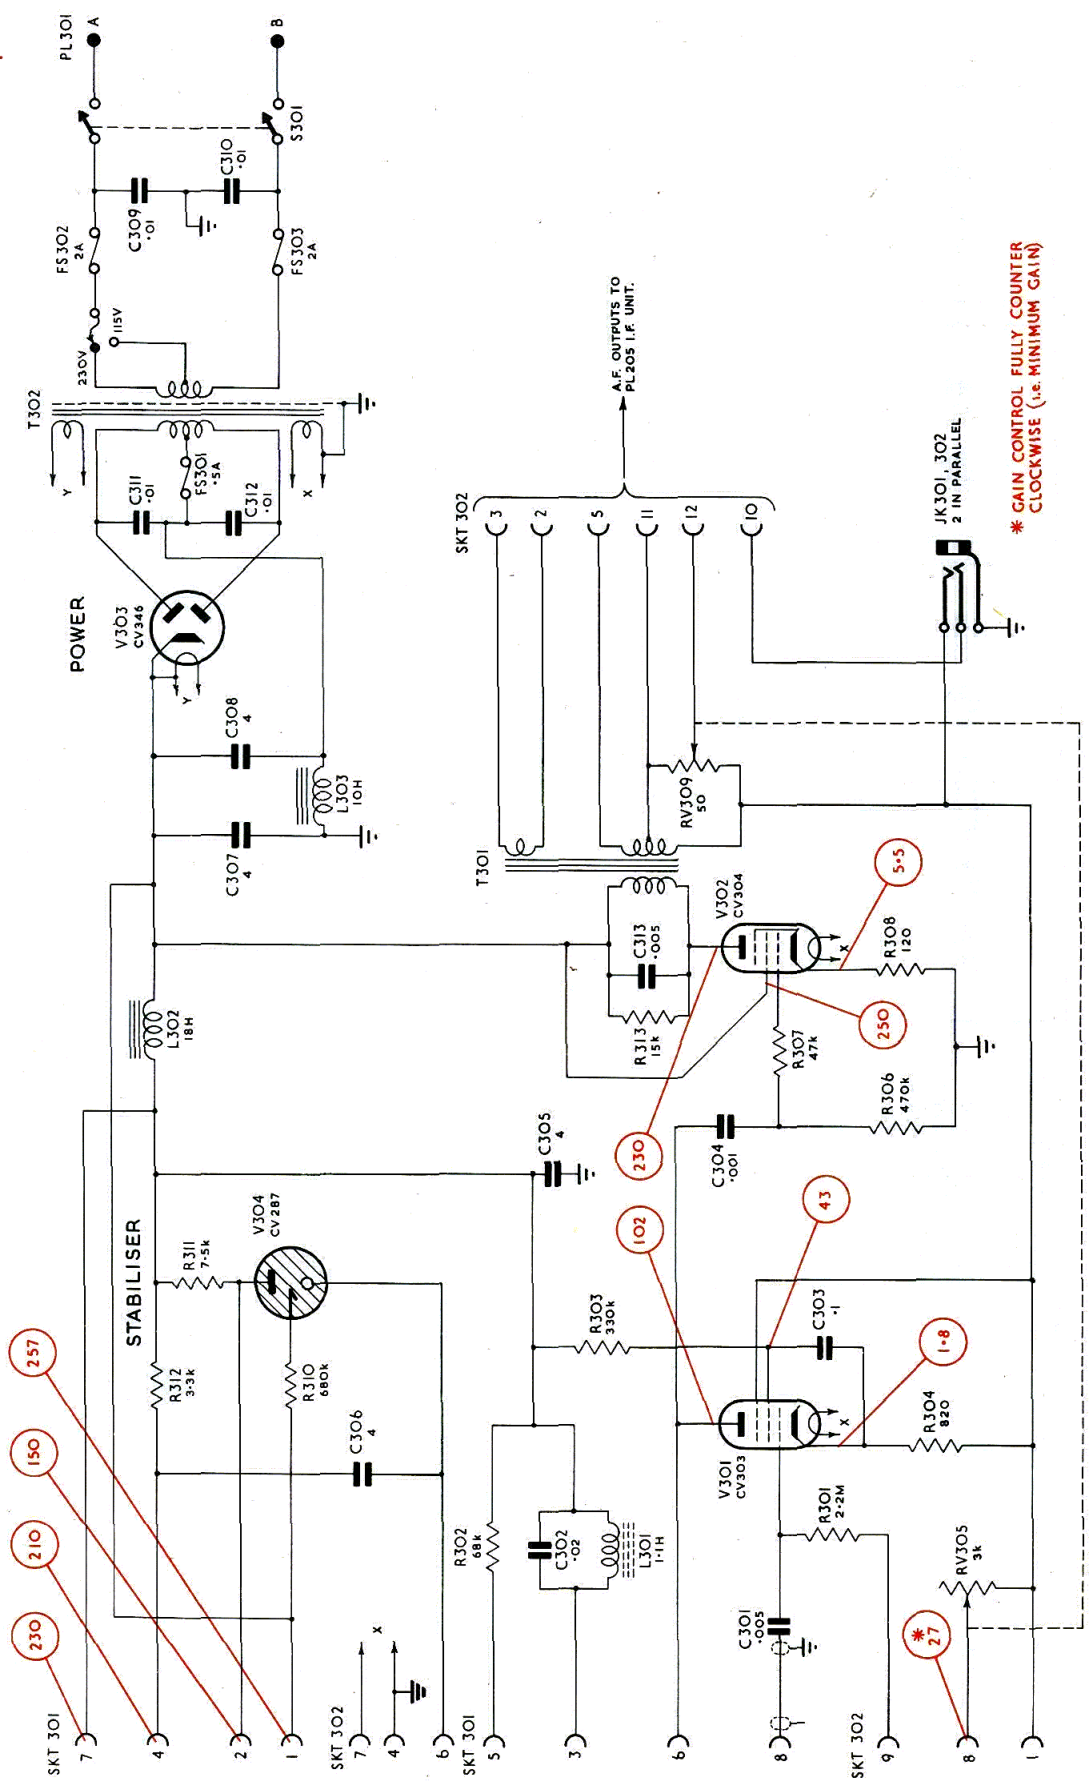 STABILISER
POWER
257
150
210
230
SKT 301
7
4
2
1
SKT 302
7
4
X
6
SKT 301
5
3
6
8
SKT 302
9
8
1
R312
3·3k
R311
7·5k
R310
680k
V304
CV287
C306
4
L302
18H
C307
4
L303
10H
C308
4
V303
CV346
Y
C311
·01
C312
·01
FS301
·5A
T302
Y
X
230V
115V
FS302
2A
FS303
2A
C309
·01
C310
·01
S301
PL301
A
B
R302
68k
C302
·02
L301
1·1H
R303
330k
C305
4
102
43
C303
·1
V301
CV303
X
1·8
R304
820
R301
2·2M
C301
·005
RV305
3k
*
27
C304
·001
230
R313
15k
C313
·005
R307
47k
R306
470k
250
V302
CV304
X
R308
120
5·5
T301
RV309
50
SKT 302
3
2
5
11
12
10
A.F. OUTPUTS TO
PL205 I.F. UNIT.
JK301, 302
2 IN PARALLEL
* GAIN CONTROL FULLY COUNTER
CLOCKWISE (i.e. MINIMUM GAIN)